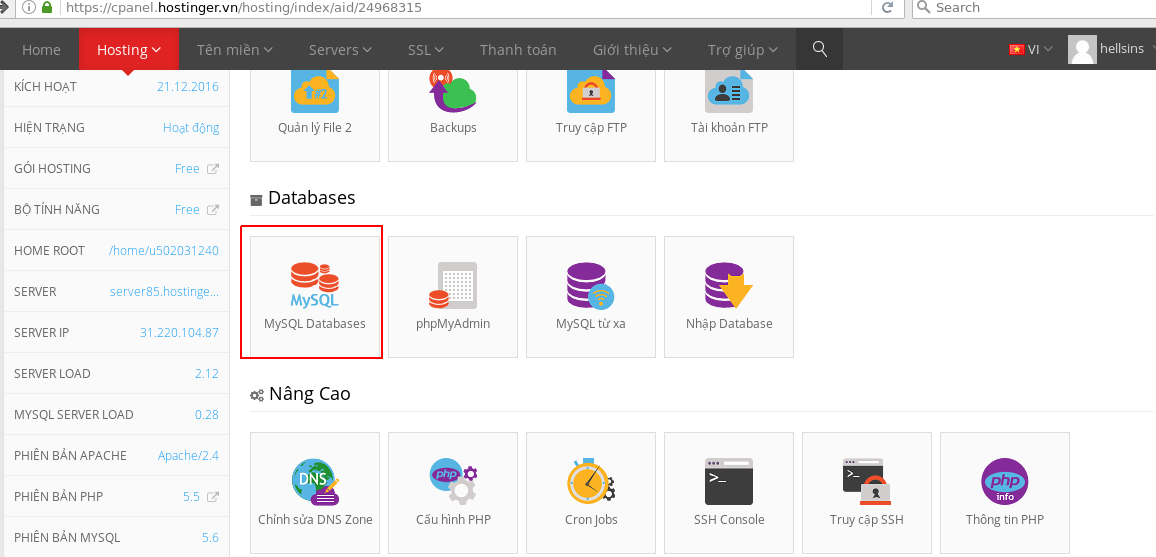 https://cpanel.hostinger.vn/hosting/index/aid/24968315
Search
Home Hosting Tên miền Servers SSL Thanh toán Giới thiệu Trợ giúp VI hellsins
KÍCH HOẠT 21.12.2016
HIỆN TRẠNG Hoạt động
GÓI HOSTING Free
BỘ TÍNH NĂNG Free
HOME ROOT /home/u502031240
SERVER server85.hostinge...
SERVER IP 31.220.104.87
SERVER LOAD 2.12
MYSQL SERVER LOAD 0.28
PHIÊN BẢN APACHE Apache/2.4
PHIÊN BẢN PHP 5.5
PHIÊN BẢN MYSQL 5.6
#2
Quản lý File 2 Backups Truy cập FTP Tài khoản FTP
Databases
MySQL
MySQL Databases phpMyAdmin MySQL từ xa Nhập Database
Nâng Cao
DNS php >_ >_ php info
Chỉnh sửa DNS Zone Cấu hình PHP Cron Jobs SSH Console Truy cập SSH Thông tin PHP